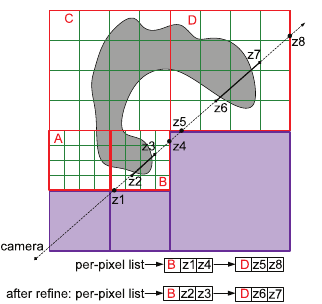 C
D
z8
z7
z6
A
z5
z3
z4
z2
B
z1
camera
per-pixel list B z1 z4 D z5 z8
after refine: per-pixel list B z2 z3 D z6 z7